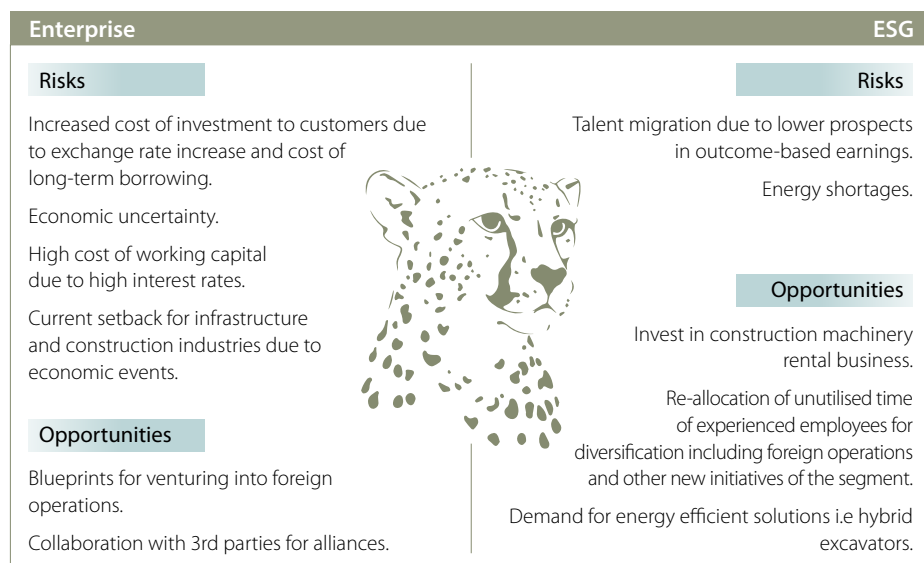 Enterprise
ESG
Risks
Increased cost of investment to customers due
to exchange rate increase and cost of
long-term borrowing.
Economic uncertainty.
High cost of working capital
due to high interest rates.
Current setback for infrastructure
and construction industries due to
economic events.
Opportunities
Blueprints for venturing into foreign
operations.
Collaboration with 3rd parties for alliances.
Risks
Talent migration due to lower prospects
in outcome-based earnings.
Energy shortages.
Opportunities
Invest in construction machinery
rental business.
Re-allocation of unutilised time
of experienced employees for
diversification including foreign operations
and other new initiatives of the segment.
Demand for energy efficient solutions i.e hybrid
excavators.